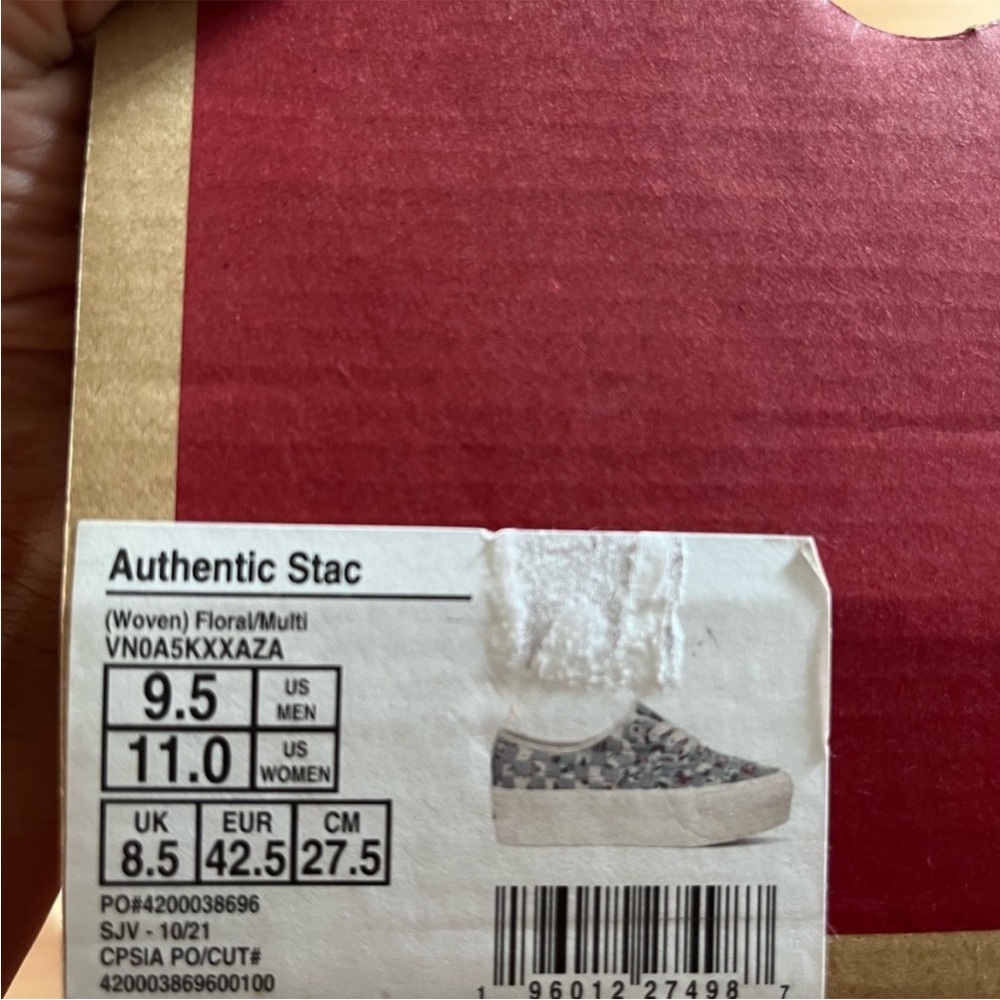 Authentic Stac
(Woven) Floral/Multi
VN0A5KXXAZA
9.5 US MEN
11.0 US WOMEN
UK EUR CM
8.5 42.5 27.5
PO#4200038696
SJV - 10/21
CPSIA PO/CUT#
420003869600100
1 96012 27498 7